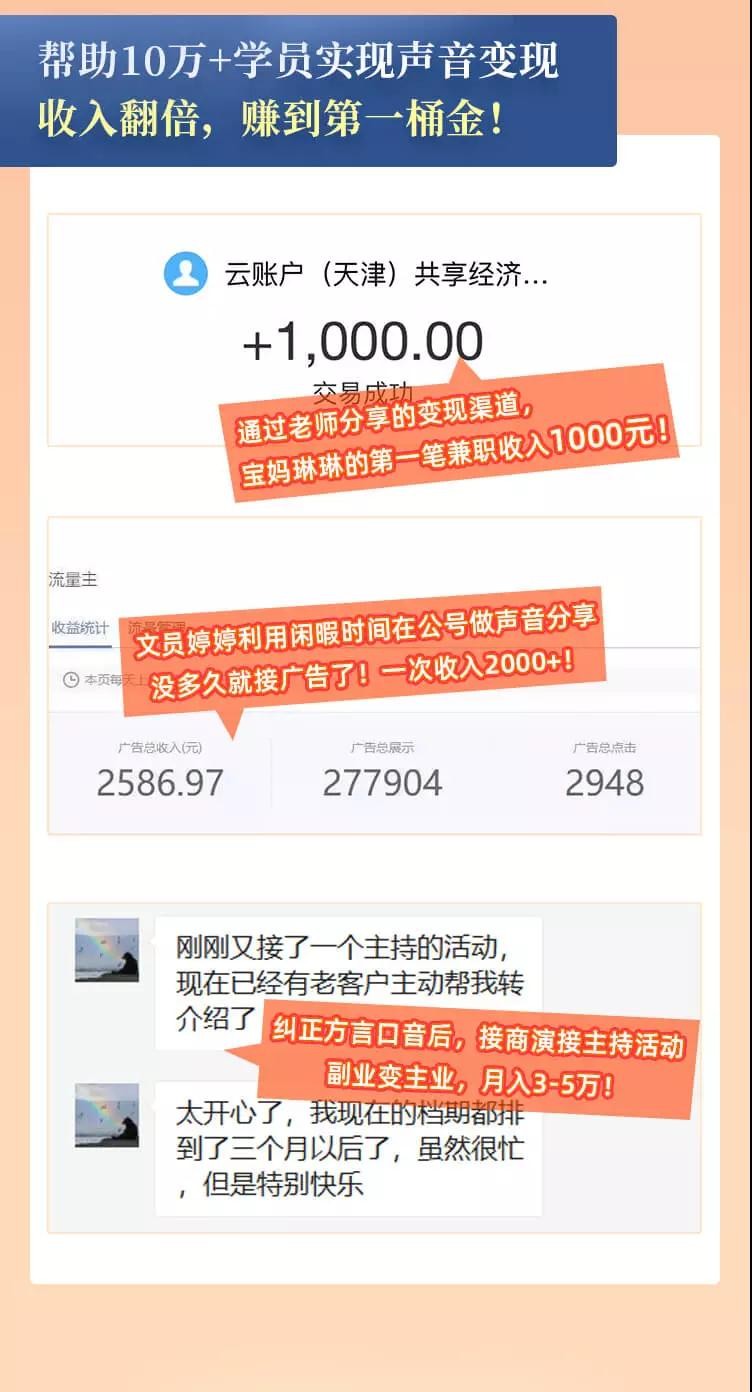 帮助10万+学员实现声音变现
收入翻倍，赚到第一桶金！
云账户（天津）共享经济...
+1,000.00
交易成功
通过老师分享的变现渠道，
宝妈琳琳的第一笔兼职收入1000元！
流量主
收益统计 流量管理
文员婷婷利用闲暇时间在公号做声音分享
没多久就接广告了！一次收入2000+！
本页每天上
广告总收入(元) 广告总展示 广告总点击
2586.97 277904 2948
刚刚又接了一个主持的活动，
现在已经有老客户主动帮我转
介绍了
纠正方言口音后，接商演接主持活动
副业变主业，月入3-5万！
太开心了，我现在的档期都排
到了三个月以后了，虽然很忙
，但是特别快乐